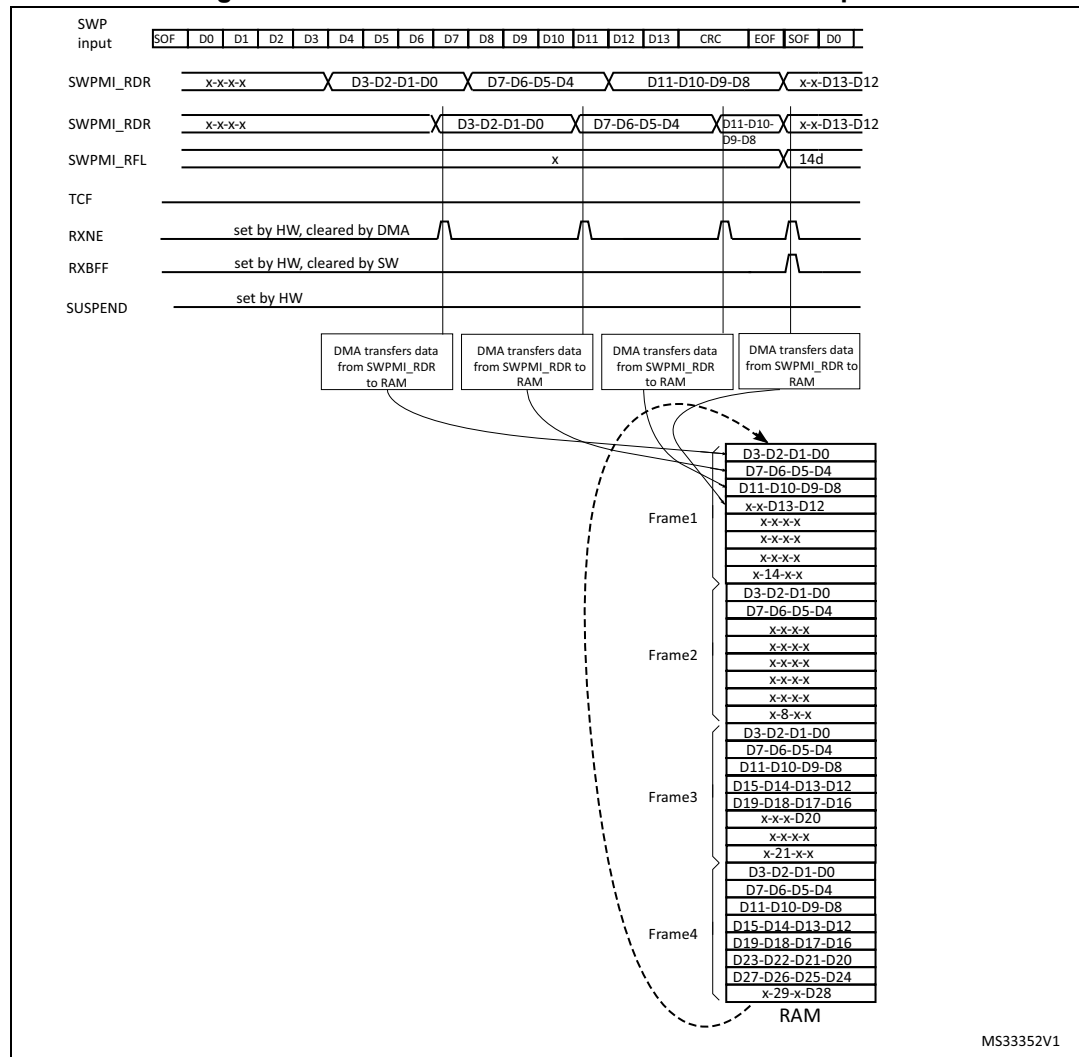 SWP input SOF D0 D1 D2 D3 D4 D5 D6 D7 D8 D9 D10 D11 D12 D13 CRC EOF SOF D0
SWPMI_RDR x-x-x-x D3-D2-D1-D0 D7-D6-D5-D4 D11-D10-D9-D8 x-x-D13-D12
SWPMI_RDR x-x-x-x D3-D2-D1-D0 D7-D6-D5-D4 D11-D10-D9-D8 x-x-D13-D12
SWPMI_RFL x 14d
TCF
RXNE set by HW, cleared by DMA
RXBFF set by HW, cleared by SW
SUSPEND set by HW
DMA transfers data from SWPMI_RDR to RAM
DMA transfers data from SWPMI_RDR to RAM
DMA transfers data from SWPMI_RDR to RAM
DMA transfers data from SWPMI_RDR to RAM
Frame1
D3-D2-D1-D0
D7-D6-D5-D4
D11-D10-D9-D8
x-x-D13-D12
x-x-x-x
x-x-x-x
x-x-x-x
x-14-x-x
Frame2
D3-D2-D1-D0
D7-D6-D5-D4
x-x-x-x
x-x-x-x
x-x-x-x
x-x-x-x
x-x-x-x
x-8-x-x
Frame3
D3-D2-D1-D0
D7-D6-D5-D4
D11-D10-D9-D8
D15-D14-D13-D12
D19-D18-D17-D16
x-x-x-D20
x-x-x-x
x-21-x-x
Frame4
D3-D2-D1-D0
D7-D6-D5-D4
D11-D10-D9-D8
D15-D14-D13-D12
D19-D18-D17-D16
D23-D22-D21-D20
D27-D26-D25-D24
x-29-x-D28
RAM
MS33352V1